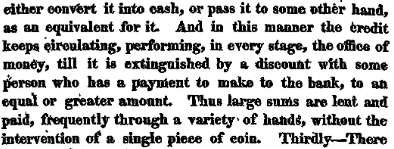 either convert it into cash, or pass it to some other hand,
as an equivalent for it. And in this manner the credit
keeps circulating, performing, in every stage, the office of
money, till it is extinguished by a discount with some
person who has a payment to make to the bank, to an
equal or greater amount. Thus large sums are lent and
paid, frequently through a variety of hands, without the
intervention of a single piece of coin. Thirdly—There